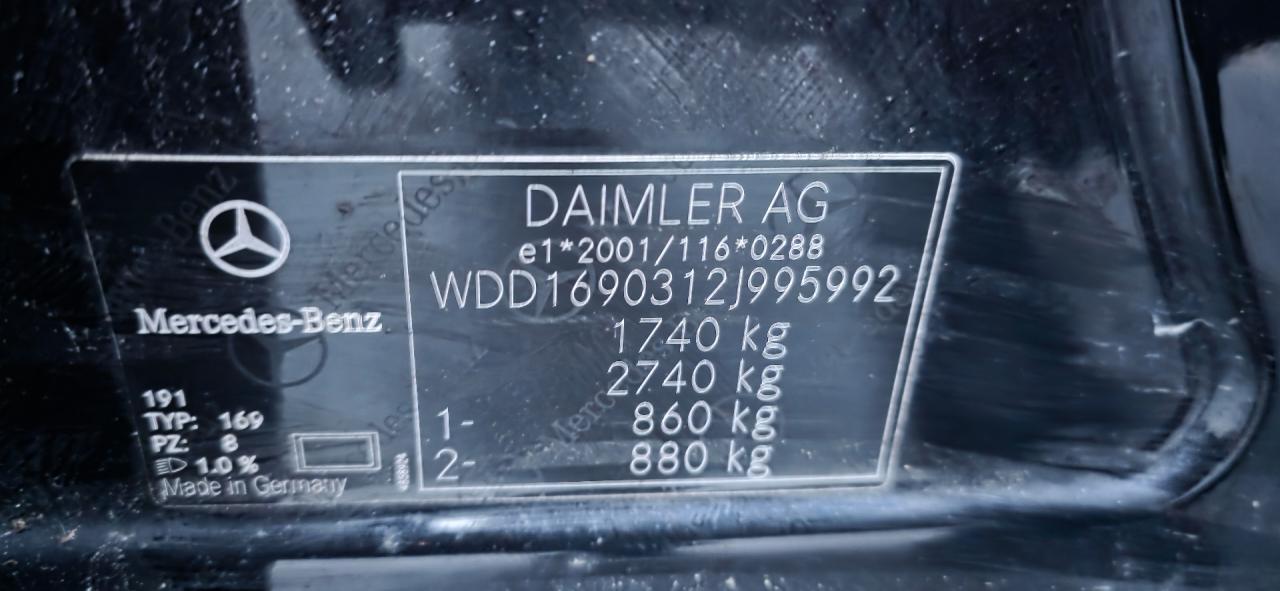 Mercedes-Benz
191
TYP: 169
PZ: 8
1.0 %
Made in Germany
DAIMLER AG
e1*2001/116*0288
WDD1690312J995992
1740 kg
2740 kg
1- 860 kg
2- 880 kg